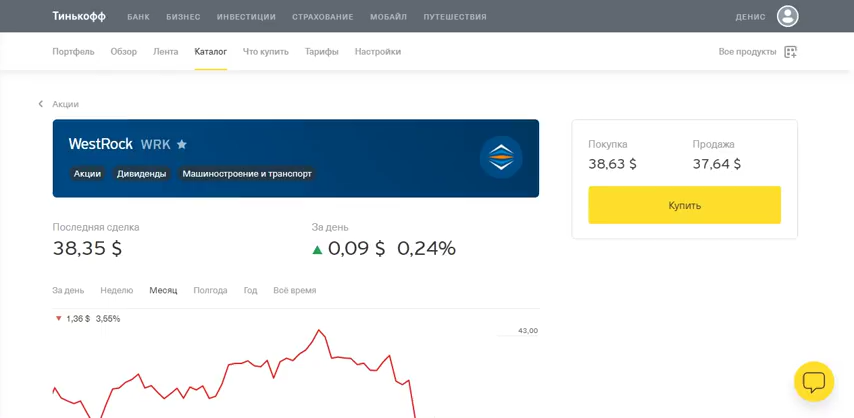 Тинькофф БАНК БИЗНЕС ИНВЕСТИЦИИ СТРАХОВАНИЕ МОБАЙЛ ПУТЕШЕСТВИЯ ДЕНИС
Портфель Обзор Лента Каталог Что купить Тарифы Настройки Все продукты
Акции
WestRock WRK
Акции Дивиденды Машиностроение и транспорт
Покупка Продажа
38,63 $ 37,64 $
Купить
Последняя сделка За день
38,35 $ 0,09 $ 0,24%
За день Неделю Месяц Полгода Год Всё время
1,36 $ 3,55%
43,00